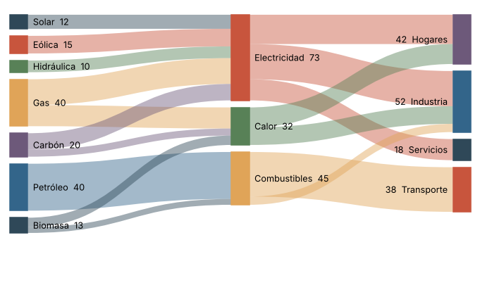 Solar 12
Eólica 15
Hidráulica 10
Gas 40
Carbón 20
Petróleo 40
Biomasa 13
Electricidad 73
Calor 32
Combustibles 45
42 Hogares
52 Industria
18 Servicios
38 Transporte